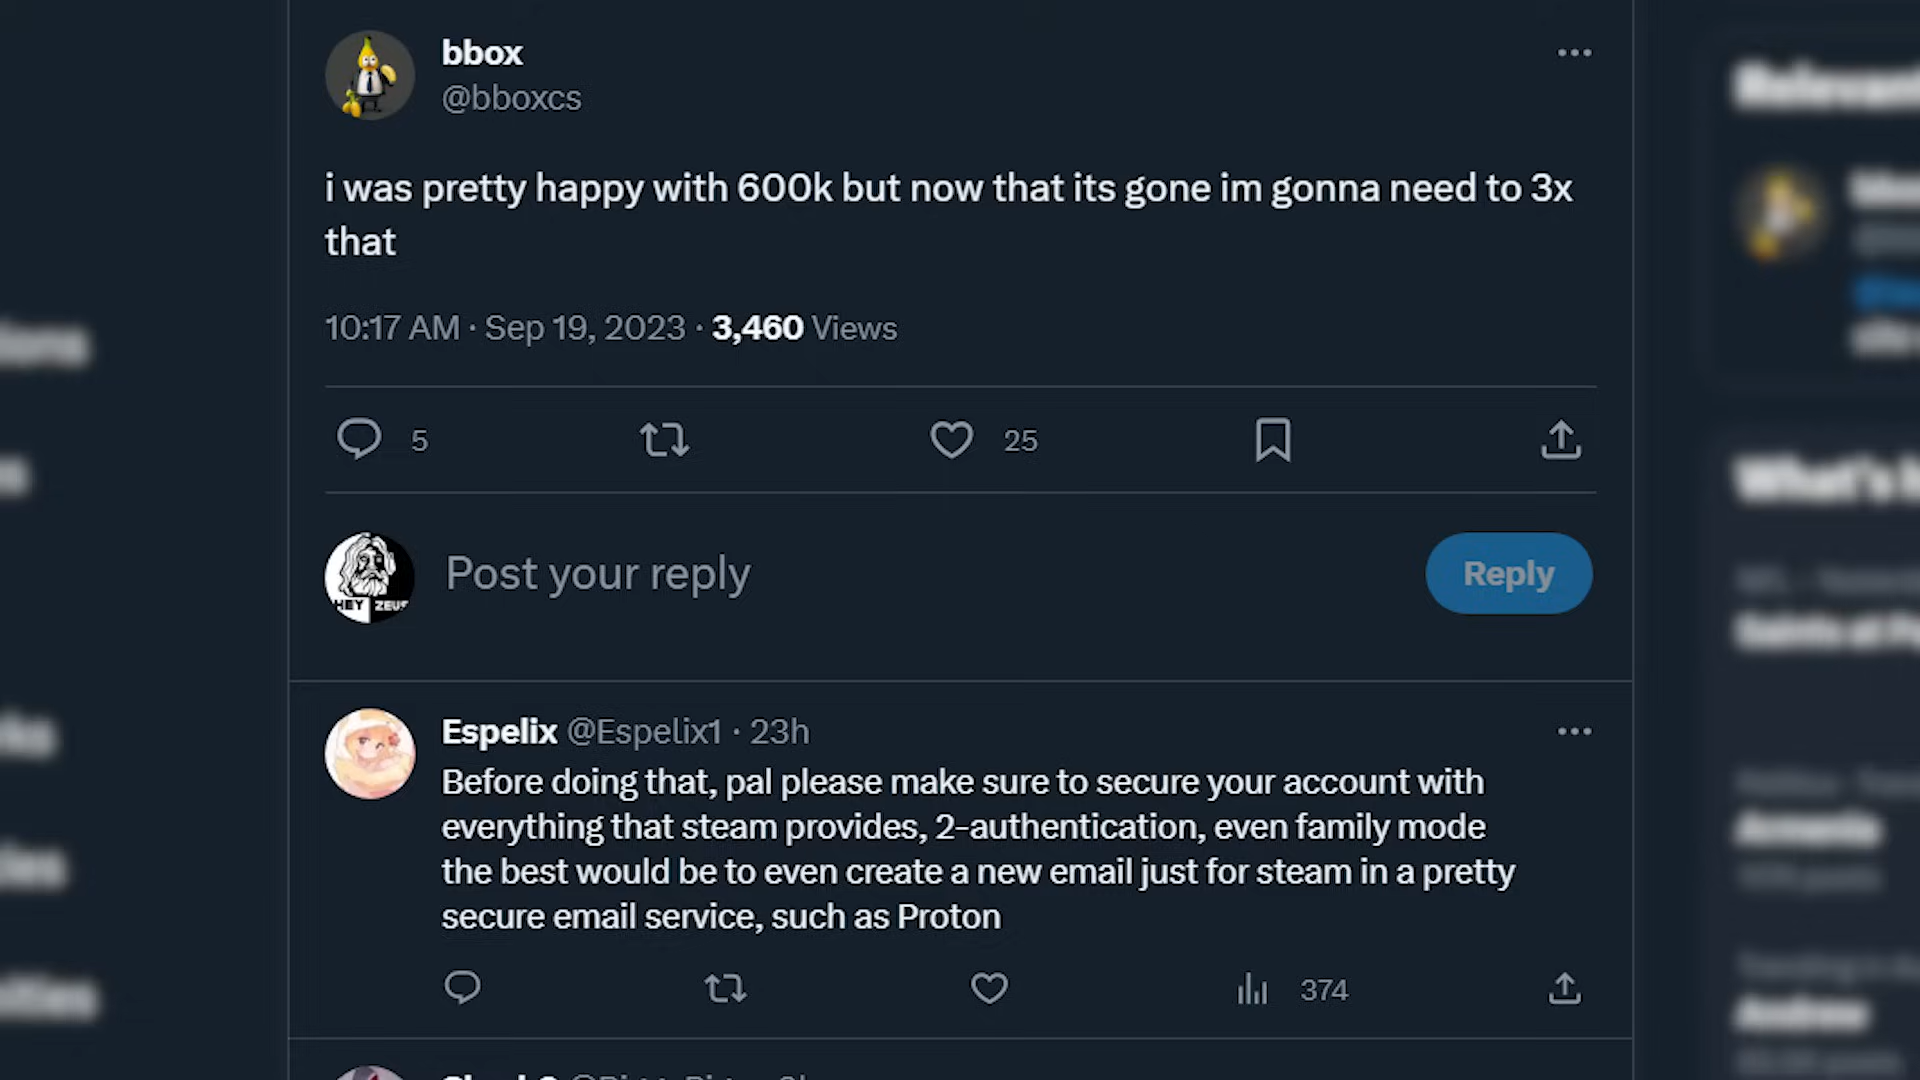 bbox
@bboxcs
i was pretty happy with 600k but now that its gone im gonna need to 3x
that
10:17 AM · Sep 19, 2023 · 3,460 Views
5
25
HEY ZEUS
Post your reply
Reply
Espelix @Espelix1 · 23h
Before doing that, pal please make sure to secure your account with
everything that steam provides, 2-authentication, even family mode
the best would be to even create a new email just for steam in a pretty
secure email service, such as Proton
374
Relevant
What's
Armenia
Andrew